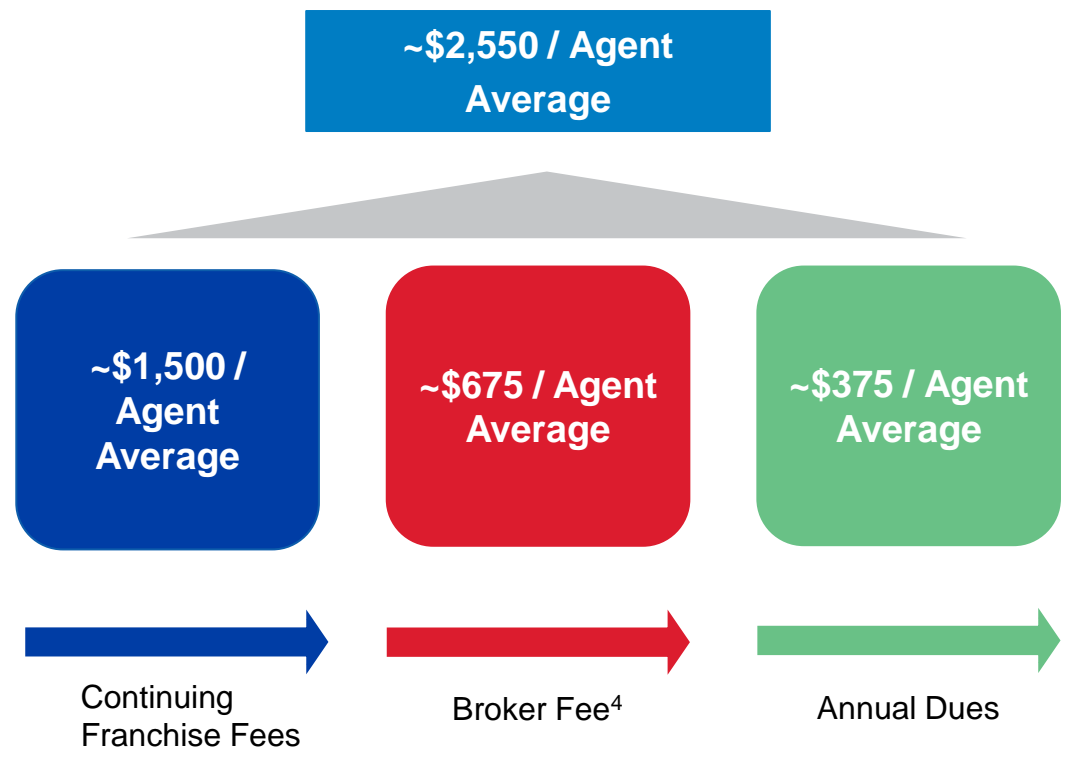 ~$2,550 / Agent
Average
~$1,500 /
Agent
Average
~$675 / Agent
Average
~$375 / Agent
Average
Continuing
Franchise Fees
Broker Fee⁴
Annual Dues